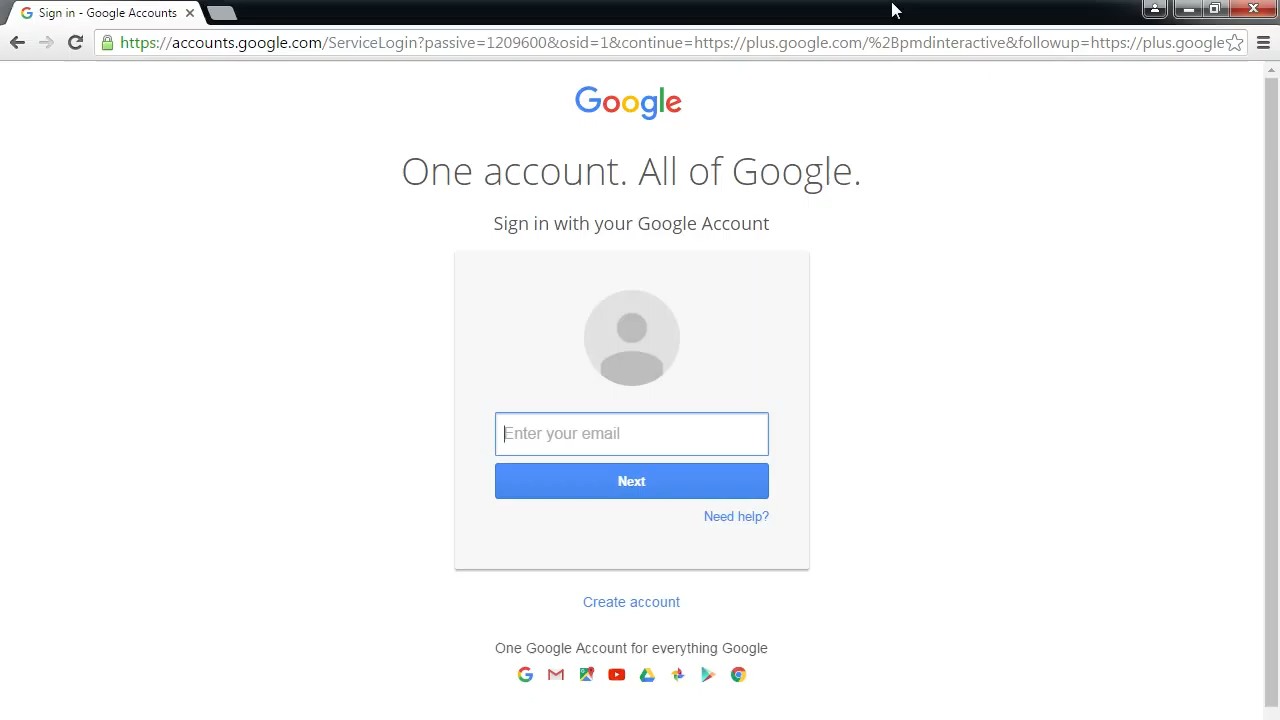 Sign in - Google Accounts
https://accounts.google.com/ServiceLogin?passive=1209600&osid=1&continue=https://plus.google.com/%2Bpmdinteractive&followup=https://plus.google
Google
One account. All of Google.
Sign in with your Google Account
Enter your email
Next
Need help?
Create account
One Google Account for everything Google